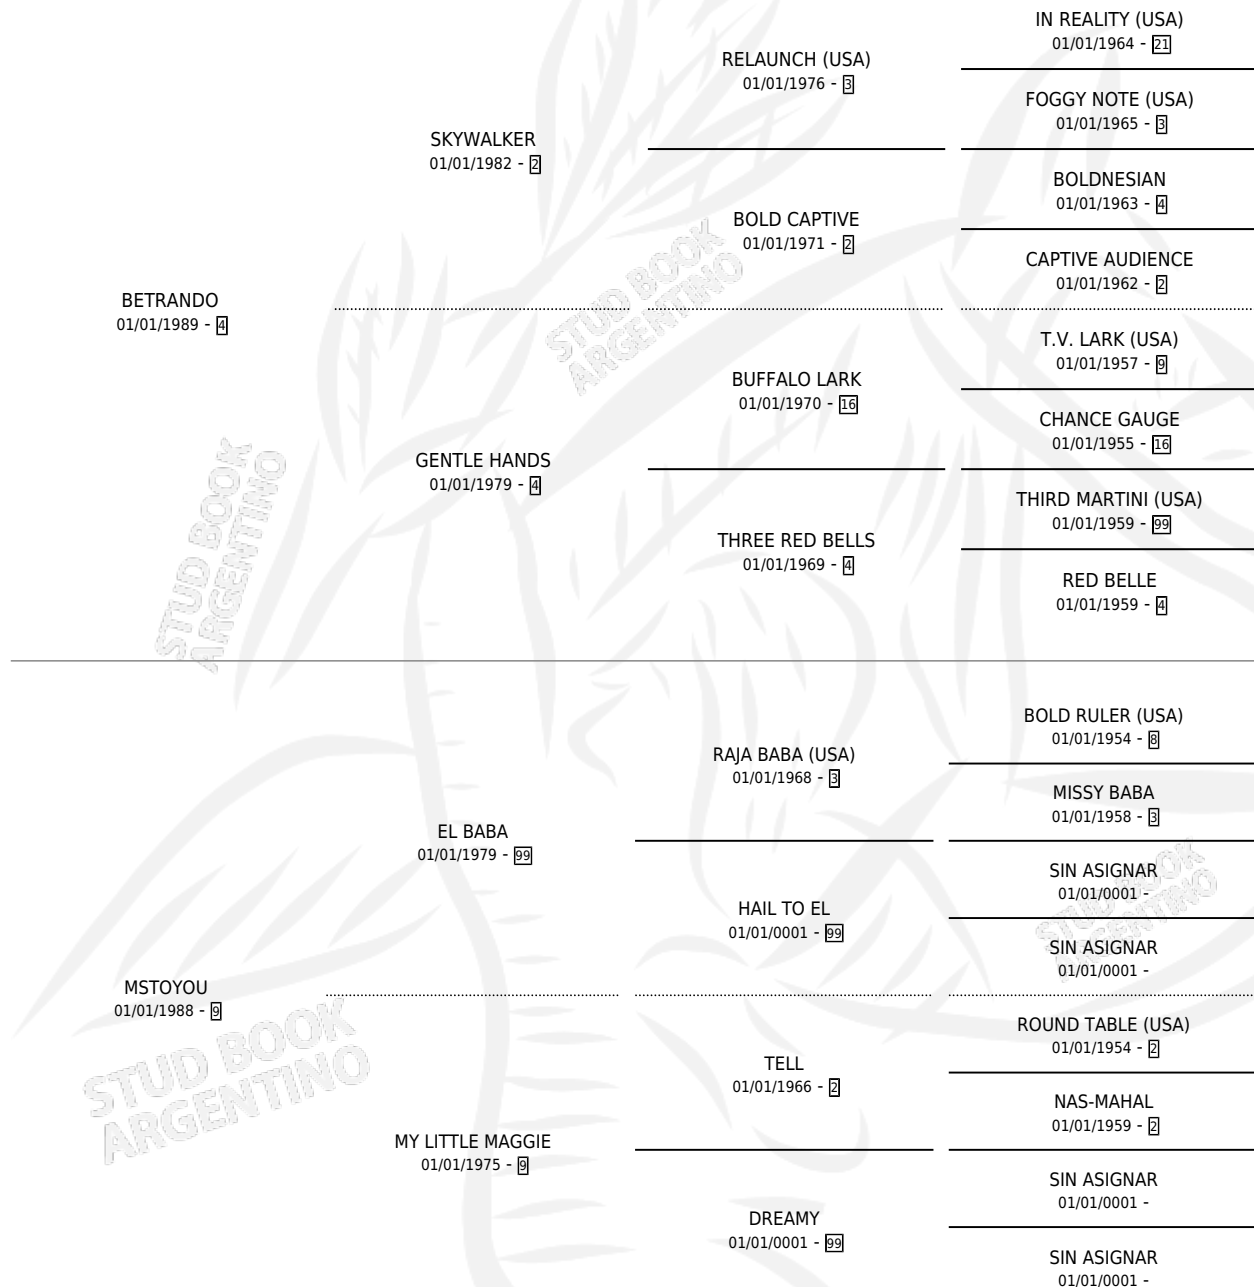 IN REALITY (USA)
01/01/1964 - 21
RELAUNCH (USA)
01/01/1976 - 3
FOGGY NOTE (USA)
01/01/1965 - 3
SKYWALKER
01/01/1982 - 2
BOLDNESIAN
01/01/1963 - 4
BOLD CAPTIVE
01/01/1971 - 2
CAPTIVE AUDIENCE
01/01/1962 - 2
BETRANDO
01/01/1989 - 4
STUD BOOK
ARGENTINO
T.V. LARK (USA)
01/01/1957 - 9
BUFFALO LARK
01/01/1970 - 16
CHANCE GAUGE
01/01/1955 - 16
GENTLE HANDS
01/01/1979 - 4
THIRD MARTINI (USA)
01/01/1959 - 99
THREE RED BELLS
01/01/1969 - 4
RED BELLE
01/01/1959 - 4
STUD BOOK
ARGENTINO
BOLD RULER (USA)
01/01/1954 - 8
RAJA BABA (USA)
01/01/1968 - 3
MISSY BABA
01/01/1958 - 3
EL BABA
01/01/1979 - 99
SIN ASIGNAR
01/01/0001 -
HAIL TO EL
01/01/0001 - 99
STUD BOOK
ARGENTINO
SIN ASIGNAR
01/01/0001 -
MSTOYOU
01/01/1988 - 9
STUD BOOK
ARGENTINO
ROUND TABLE (USA)
01/01/1954 - 2
TELL
01/01/1966 - 2
NAS-MAHAL
01/01/1959 - 2
MY LITTLE MAGGIE
01/01/1975 - 9
SIN ASIGNAR
01/01/0001 -
DREAMY
01/01/0001 - 99
SIN ASIGNAR
01/01/0001 -